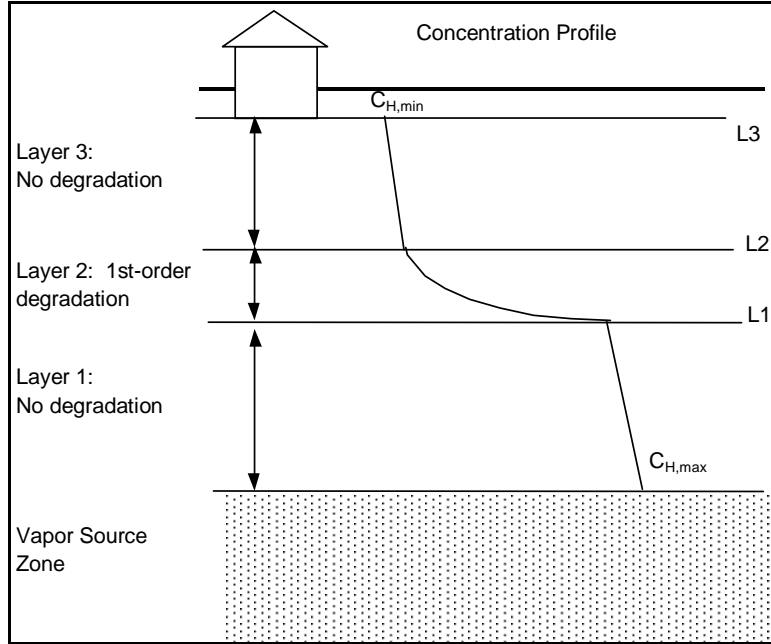 Concentration Profile
C_H,min
L3
Layer 3:
No degradation
L2
Layer 2: 1st-order
degradation
L1
Layer 1:
No degradation
C_H,max
Vapor Source
Zone